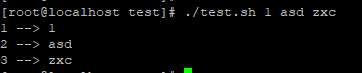 [root@localhost test]# ./test.sh 1 asd zxc
1 --> 1
2 --> asd
3 --> zxc